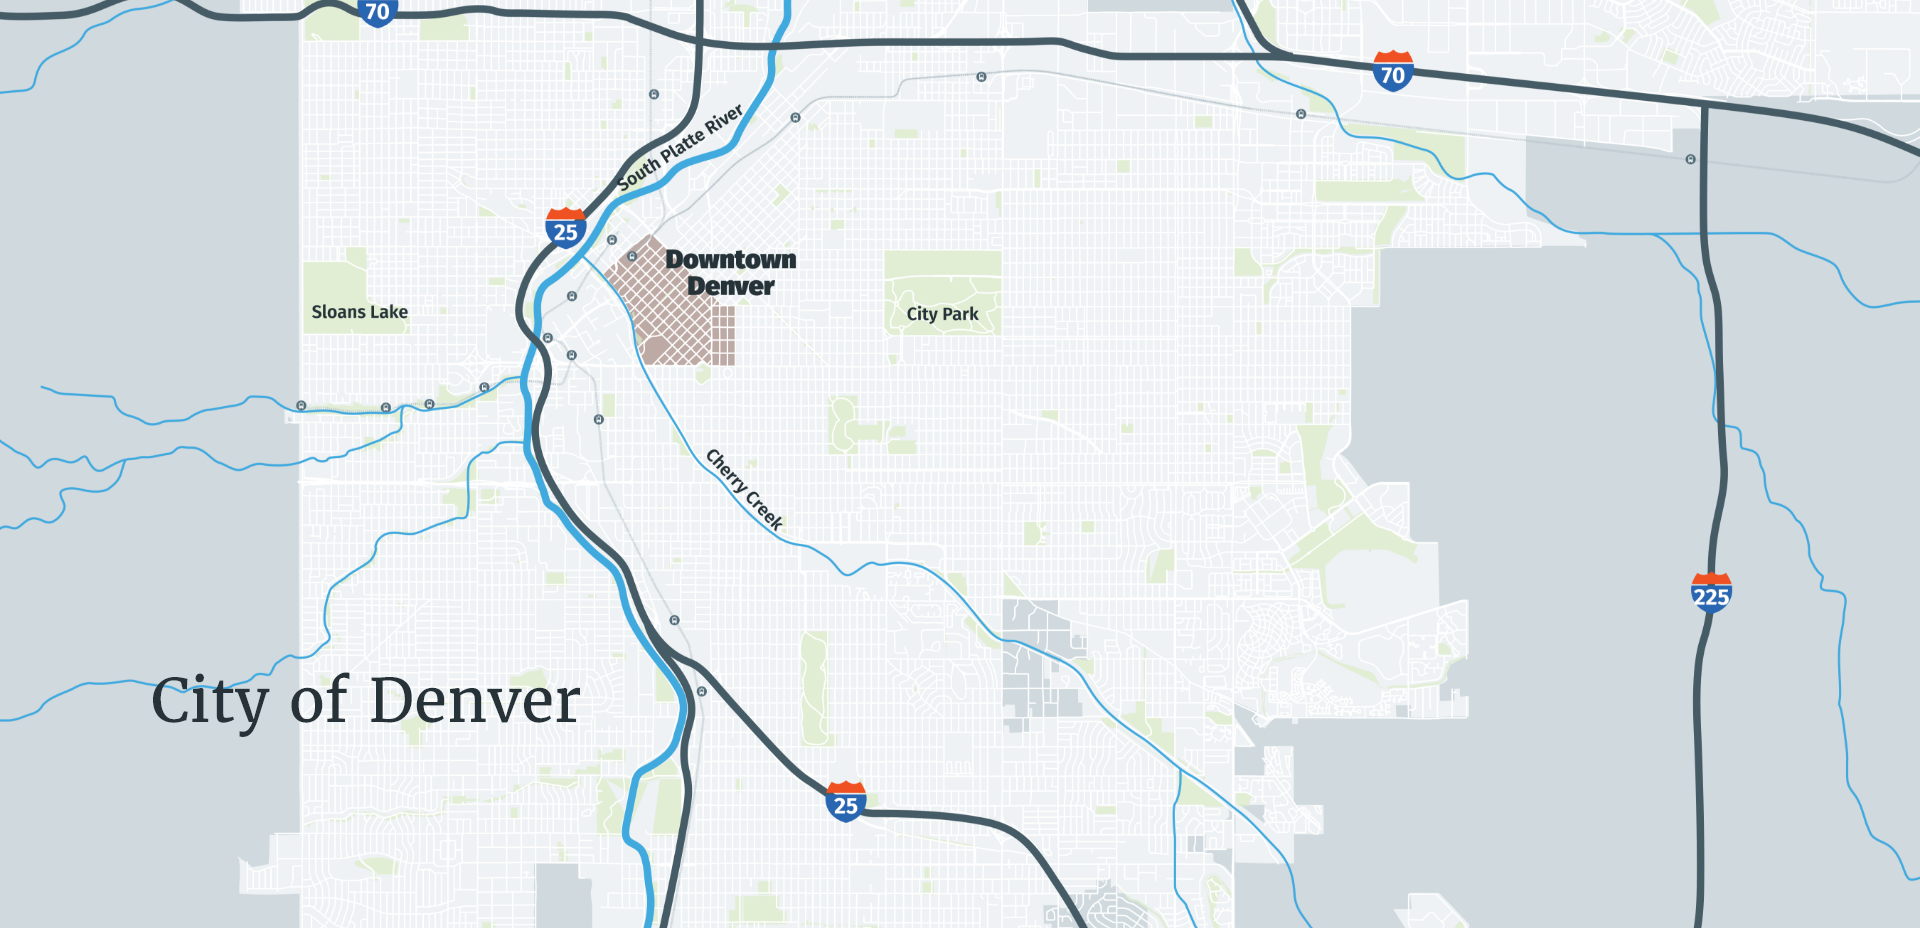 70
70
South Platte River
25
Downtown
Denver
Sloans Lake
City Park
Cherry Creek
225
City of Denver
25